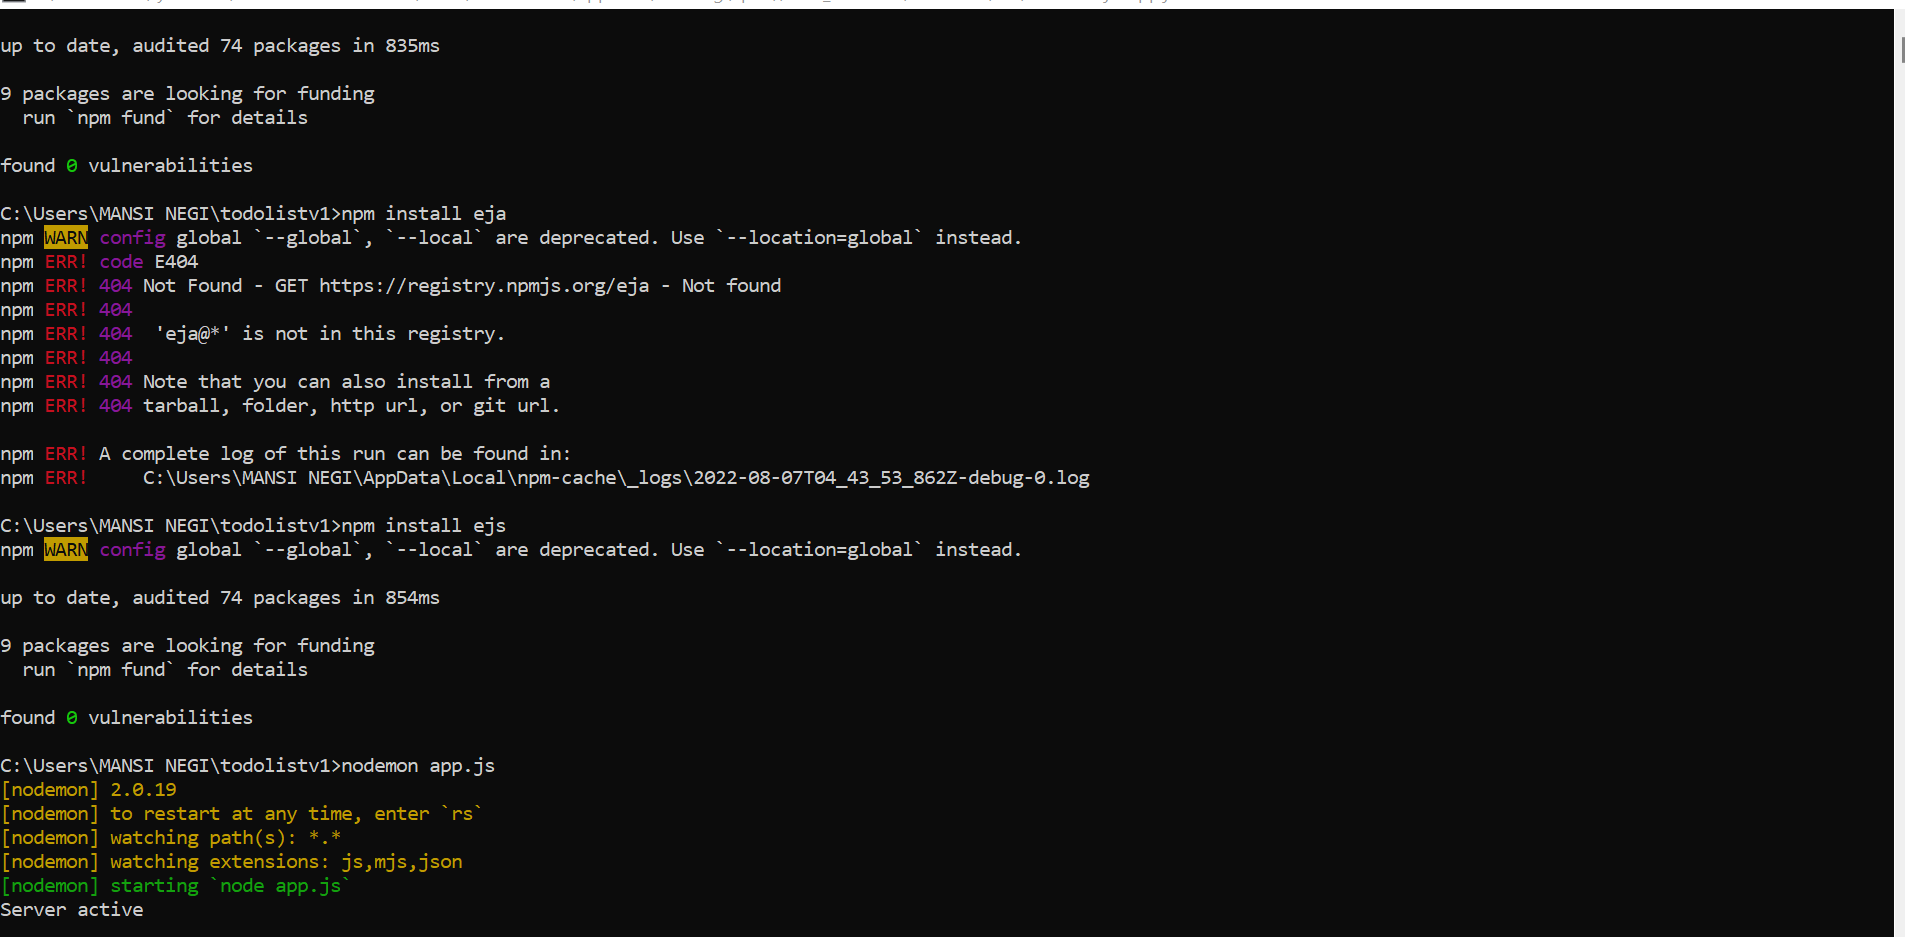 up to date, audited 74 packages in 835ms
9 packages are looking for funding
run `npm fund` for details
found 0 vulnerabilities
C:\Users\MANSI NEGI\todolistv1>npm install eja
npm WARN config global `--global`, `--local` are deprecated. Use `--location=global` instead.
npm ERR! code E404
npm ERR! 404 Not Found - GET https://registry.npmjs.org/eja - Not found
npm ERR! 404
npm ERR! 404  'eja@*' is not in this registry.
npm ERR! 404
npm ERR! 404 Note that you can also install from a
npm ERR! 404 tarball, folder, http url, or git url.
npm ERR! A complete log of this run can be found in:
npm ERR!     C:\Users\MANSI NEGI\AppData\Local\npm-cache\_logs\2022-08-07T04_43_53_862Z-debug-0.log
C:\Users\MANSI NEGI\todolistv1>npm install ejs
npm WARN config global `--global`, `--local` are deprecated. Use `--location=global` instead.
up to date, audited 74 packages in 854ms
9 packages are looking for funding
run `npm fund` for details
found 0 vulnerabilities
C:\Users\MANSI NEGI\todolistv1>nodemon app.js
[nodemon] 2.0.19
[nodemon] to restart at any time, enter `rs`
[nodemon] watching path(s): *.*
[nodemon] watching extensions: js,mjs,json
[nodemon] starting `node app.js`
Server active